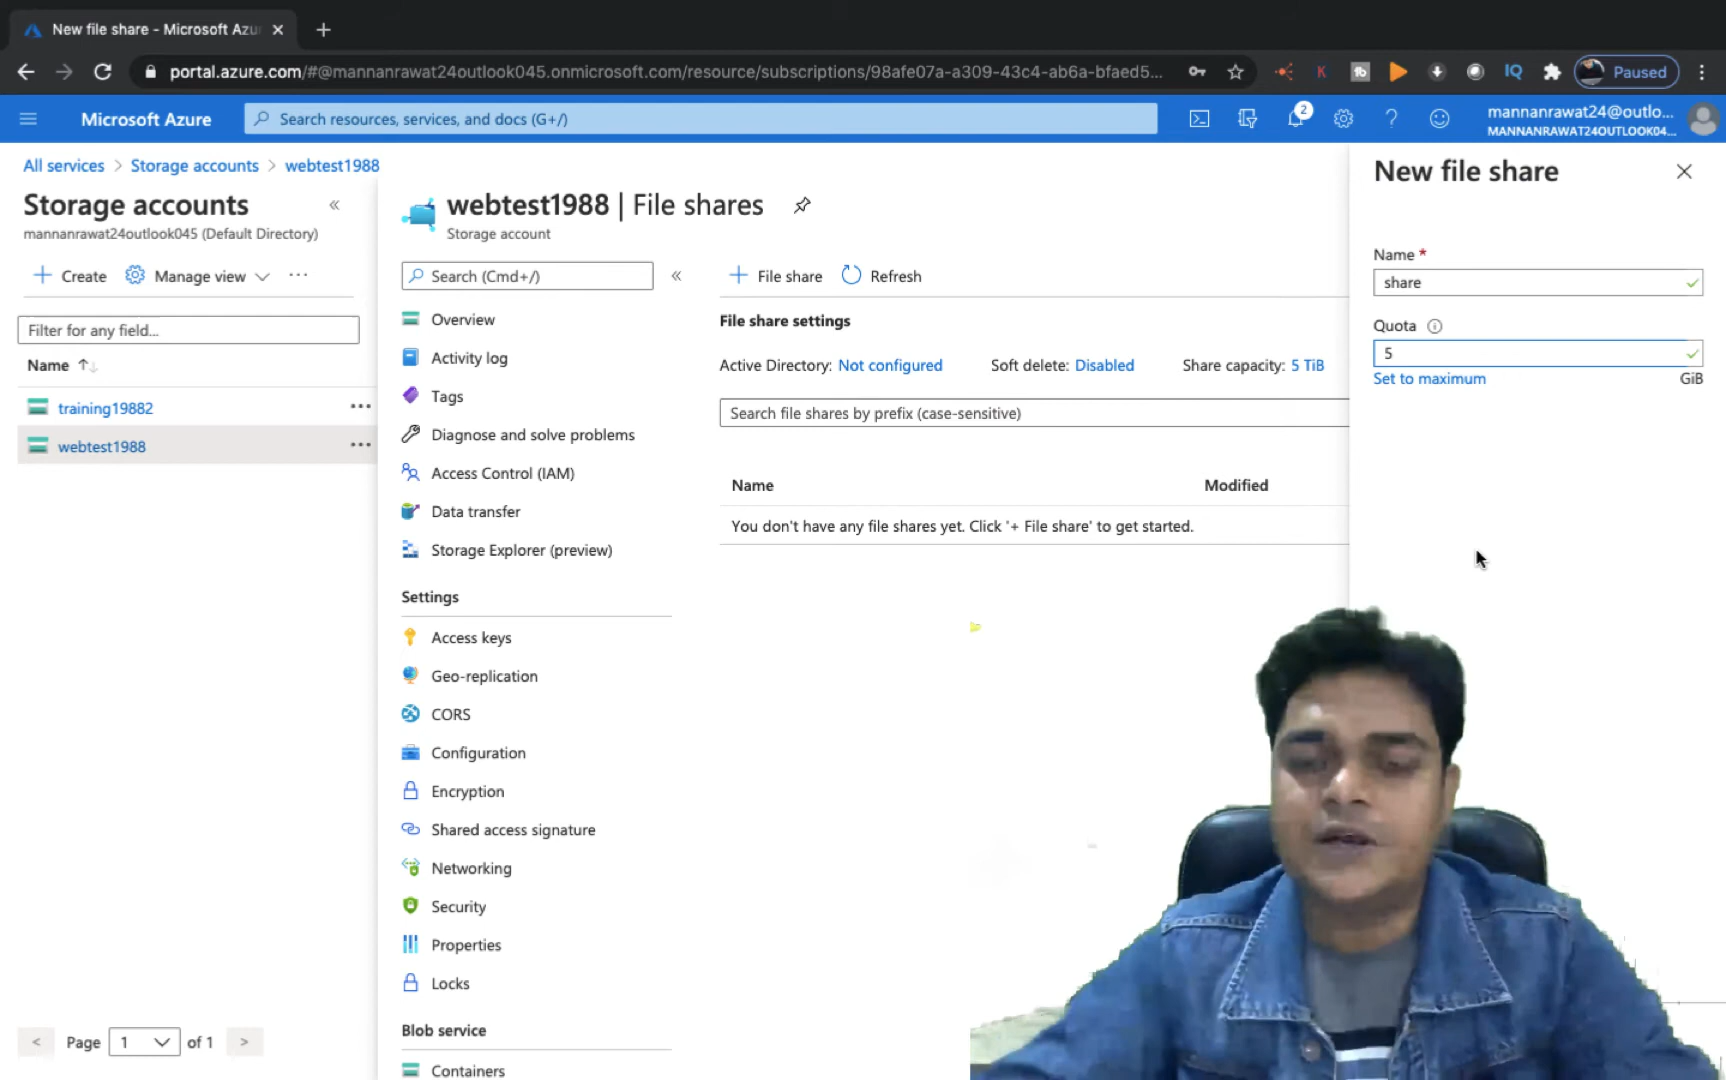 New file share - Microsoft Azu
portal.azure.com/#@mannanrawat24outlook045.onmicrosoft.com/resource/subscriptions/98afe07a-a309-43c4-ab6a-bfaed5...
K
tb
IQ
Paused
Microsoft Azure
Search resources, services, and docs (G+/)
2
mannanrawat24@outlo...
MANNANRAWAT24OUTLOOK04...
All services > Storage accounts > webtest1988
Storage accounts
mannanrawat24outlook045 (Default Directory)
Create
Manage view
Filter for any field...
Name
training19882
webtest1988
Page 1 of 1
webtest1988 | File shares
Storage account
Search (Cmd+/)
Overview
Activity log
Tags
Diagnose and solve problems
Access Control (IAM)
Data transfer
Storage Explorer (preview)
Settings
Access keys
Geo-replication
CORS
Configuration
Encryption
Shared access signature
Networking
Security
Properties
Locks
Blob service
Containers
File share
Refresh
File share settings
Active Directory: Not configured
Soft delete: Disabled
Share capacity: 5 TiB
Search file shares by prefix (case-sensitive)
Name
Modified
You don't have any file shares yet. Click '+ File share' to get started.
New file share
Name *
share
Quota
5
Set to maximum
GiB